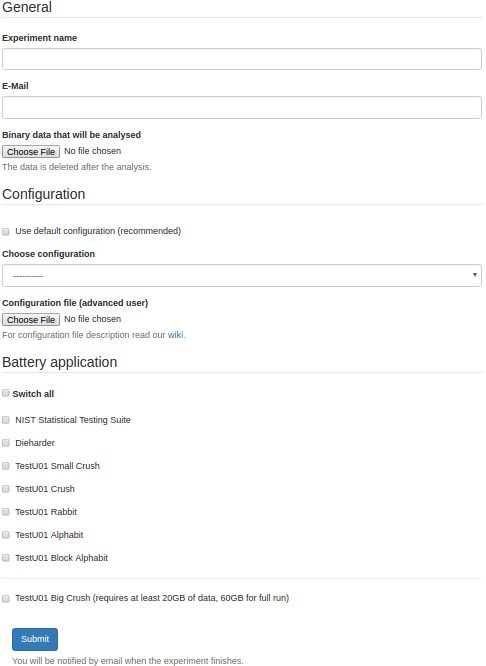 General
Experiment name
E-Mail
Binary data that will be analysed
Choose File No file chosen
The data is deleted after the analysis.
Configuration
Use default configuration (recommended)
Choose configuration
----------
Configuration file (advanced user)
Choose File No file chosen
For configuration file description read our wiki.
Battery application
Switch all
NIST Statistical Testing Suite
Dieharder
TestU01 Small Crush
TestU01 Crush
TestU01 Rabbit
TestU01 Alphabit
TestU01 Block Alphabit
TestU01 Big Crush (requires at least 20GB of data, 60GB for full run)
Submit
You will be notified by email when the experiment finishes.